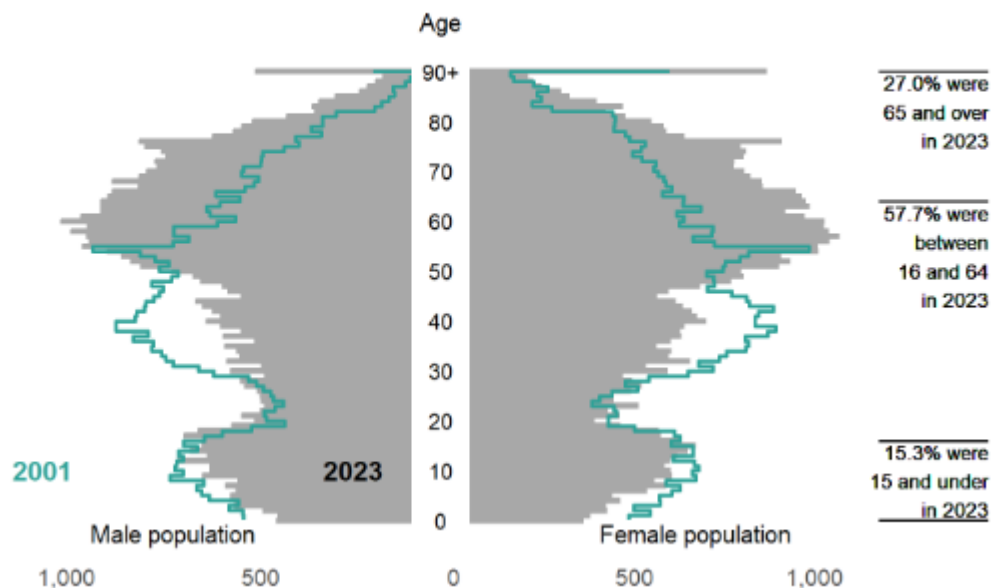 Age
90+
80
70
60
50
40
30
20
10
0
27.0% were
65 and over
in 2023
57.7% were
between
16 and 64
in 2023
15.3% were
15 and under
in 2023
2001
2023
Male population
Female population
1,000 500 0 500 1,000